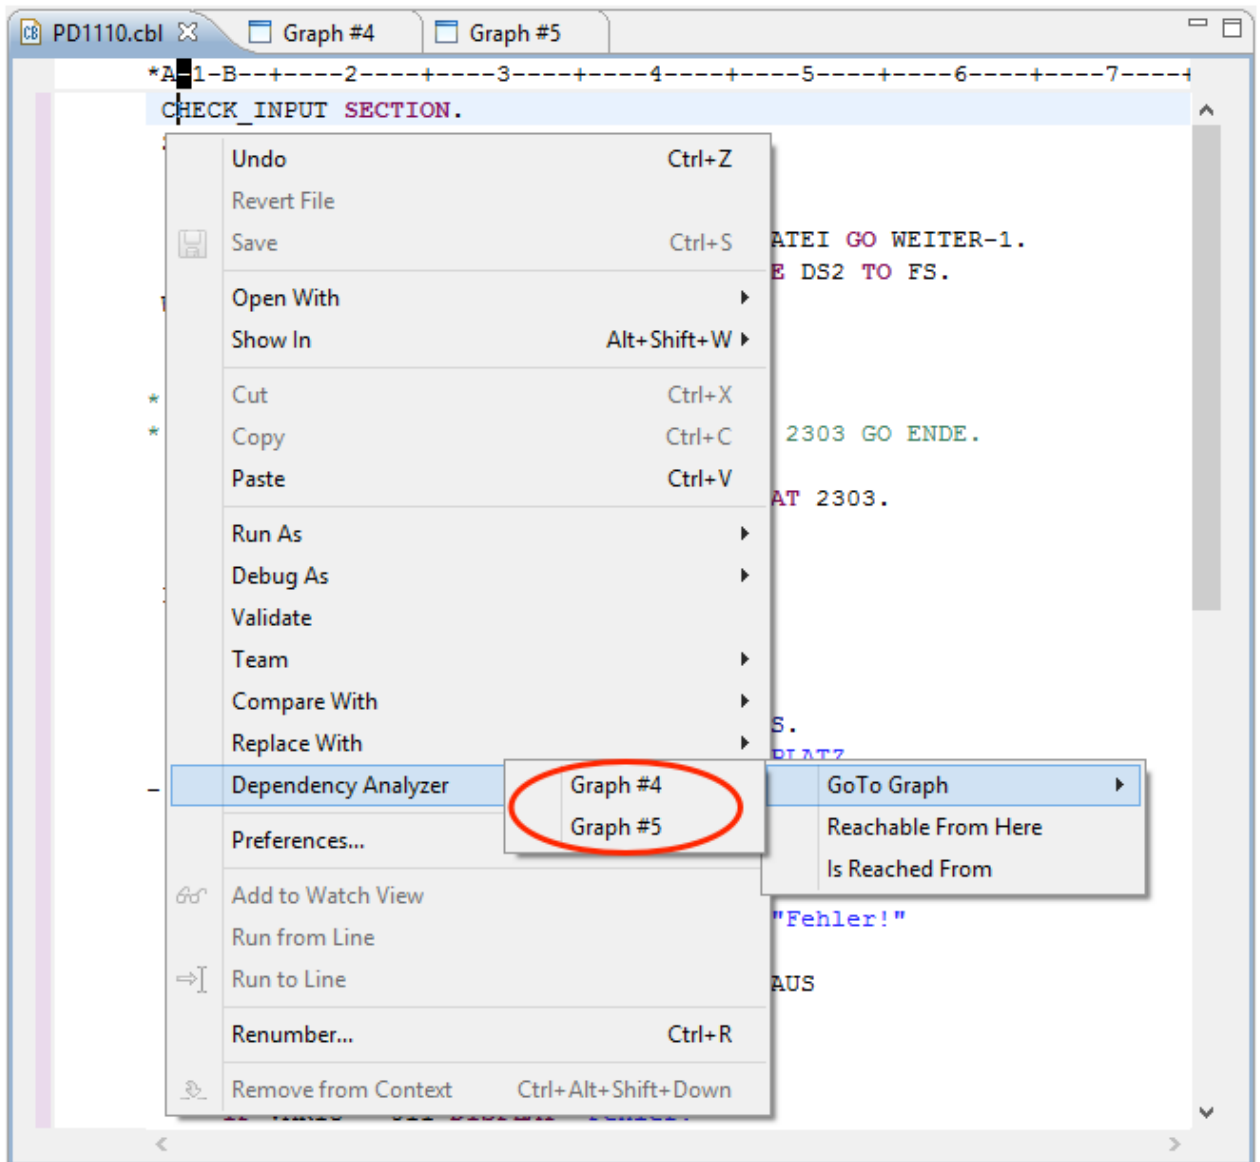 PD1110.cbl Graph #4 Graph #5
*A-1-B--+----2----+----3----+----4----+----5----+----6----+----7----+
CHECK_INPUT SECTION.
Undo Ctrl+Z
Revert File
Save Ctrl+S
ATEI GO WEITER-1.
E DS2 TO FS.
Open With
Show In Alt+Shift+W
Cut Ctrl+X
*
Copy Ctrl+C
* 2303 GO ENDE.
Paste Ctrl+V
AT 2303.
Run As
Debug As
Validate
Team
Compare With
S.
Replace With
PLATZ
Dependency Analyzer Graph #4 GoTo Graph
Graph #5 Reachable From Here
Preferences...
Is Reached From
Add to Watch View
"Fehler!"
Run from Line
Run to Line
AUS
Renumber... Ctrl+R
Remove from Context Ctrl+Alt+Shift+Down